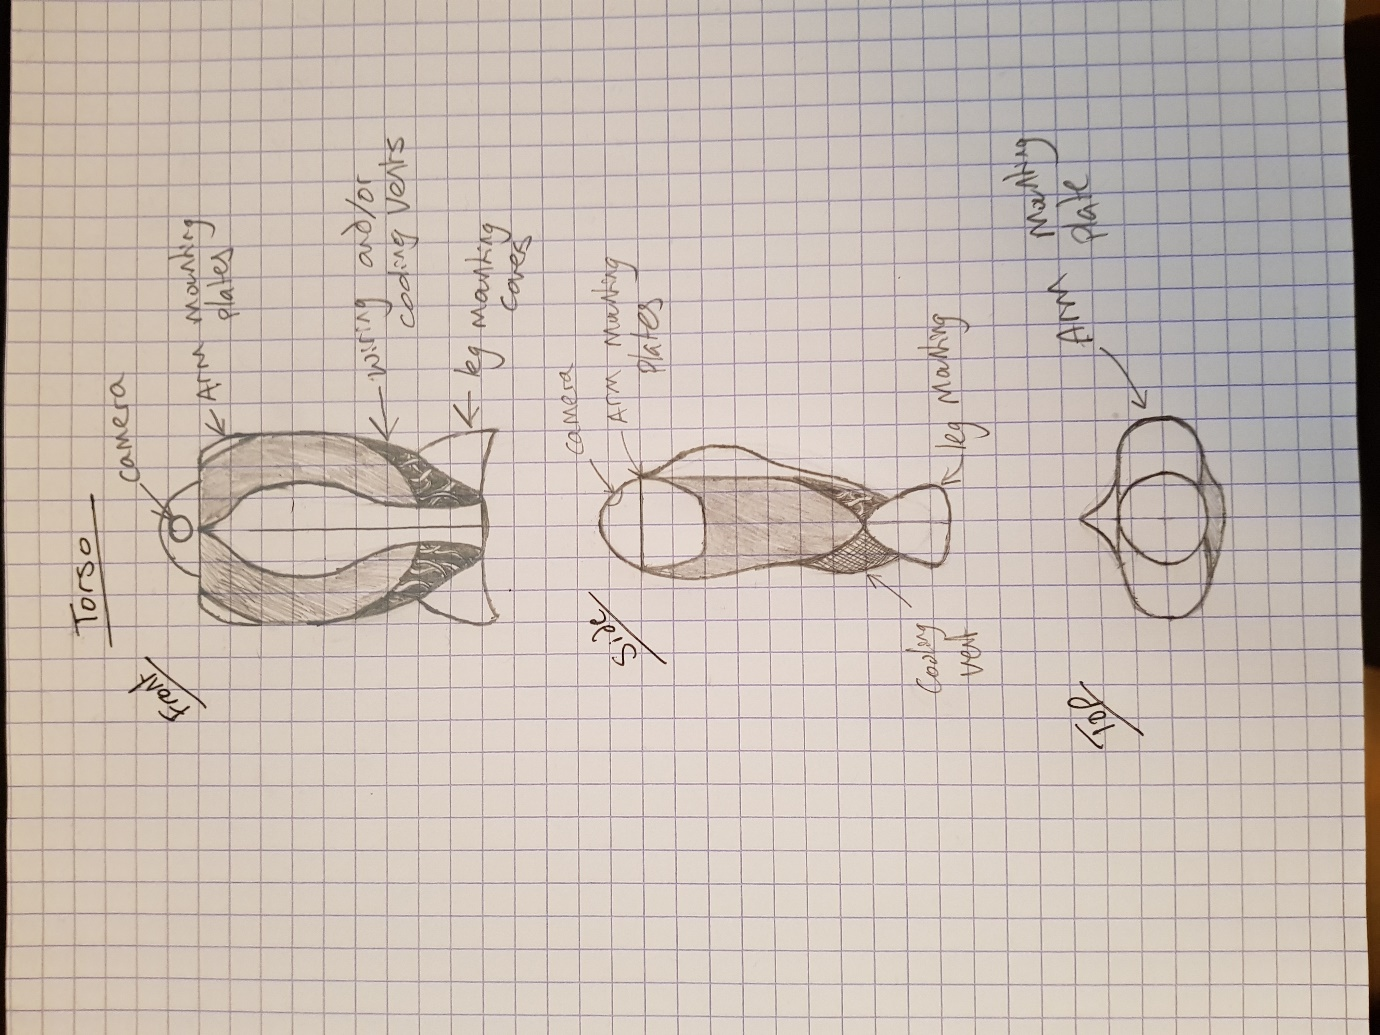 Torso
Front
camera
Arm mounting
plates
wiring and/or
cooling vents
leg mounting
cones
Side
camera
Arm mounting
plates
leg mounting
Cooling
vent
Top
Arm mounting
plate